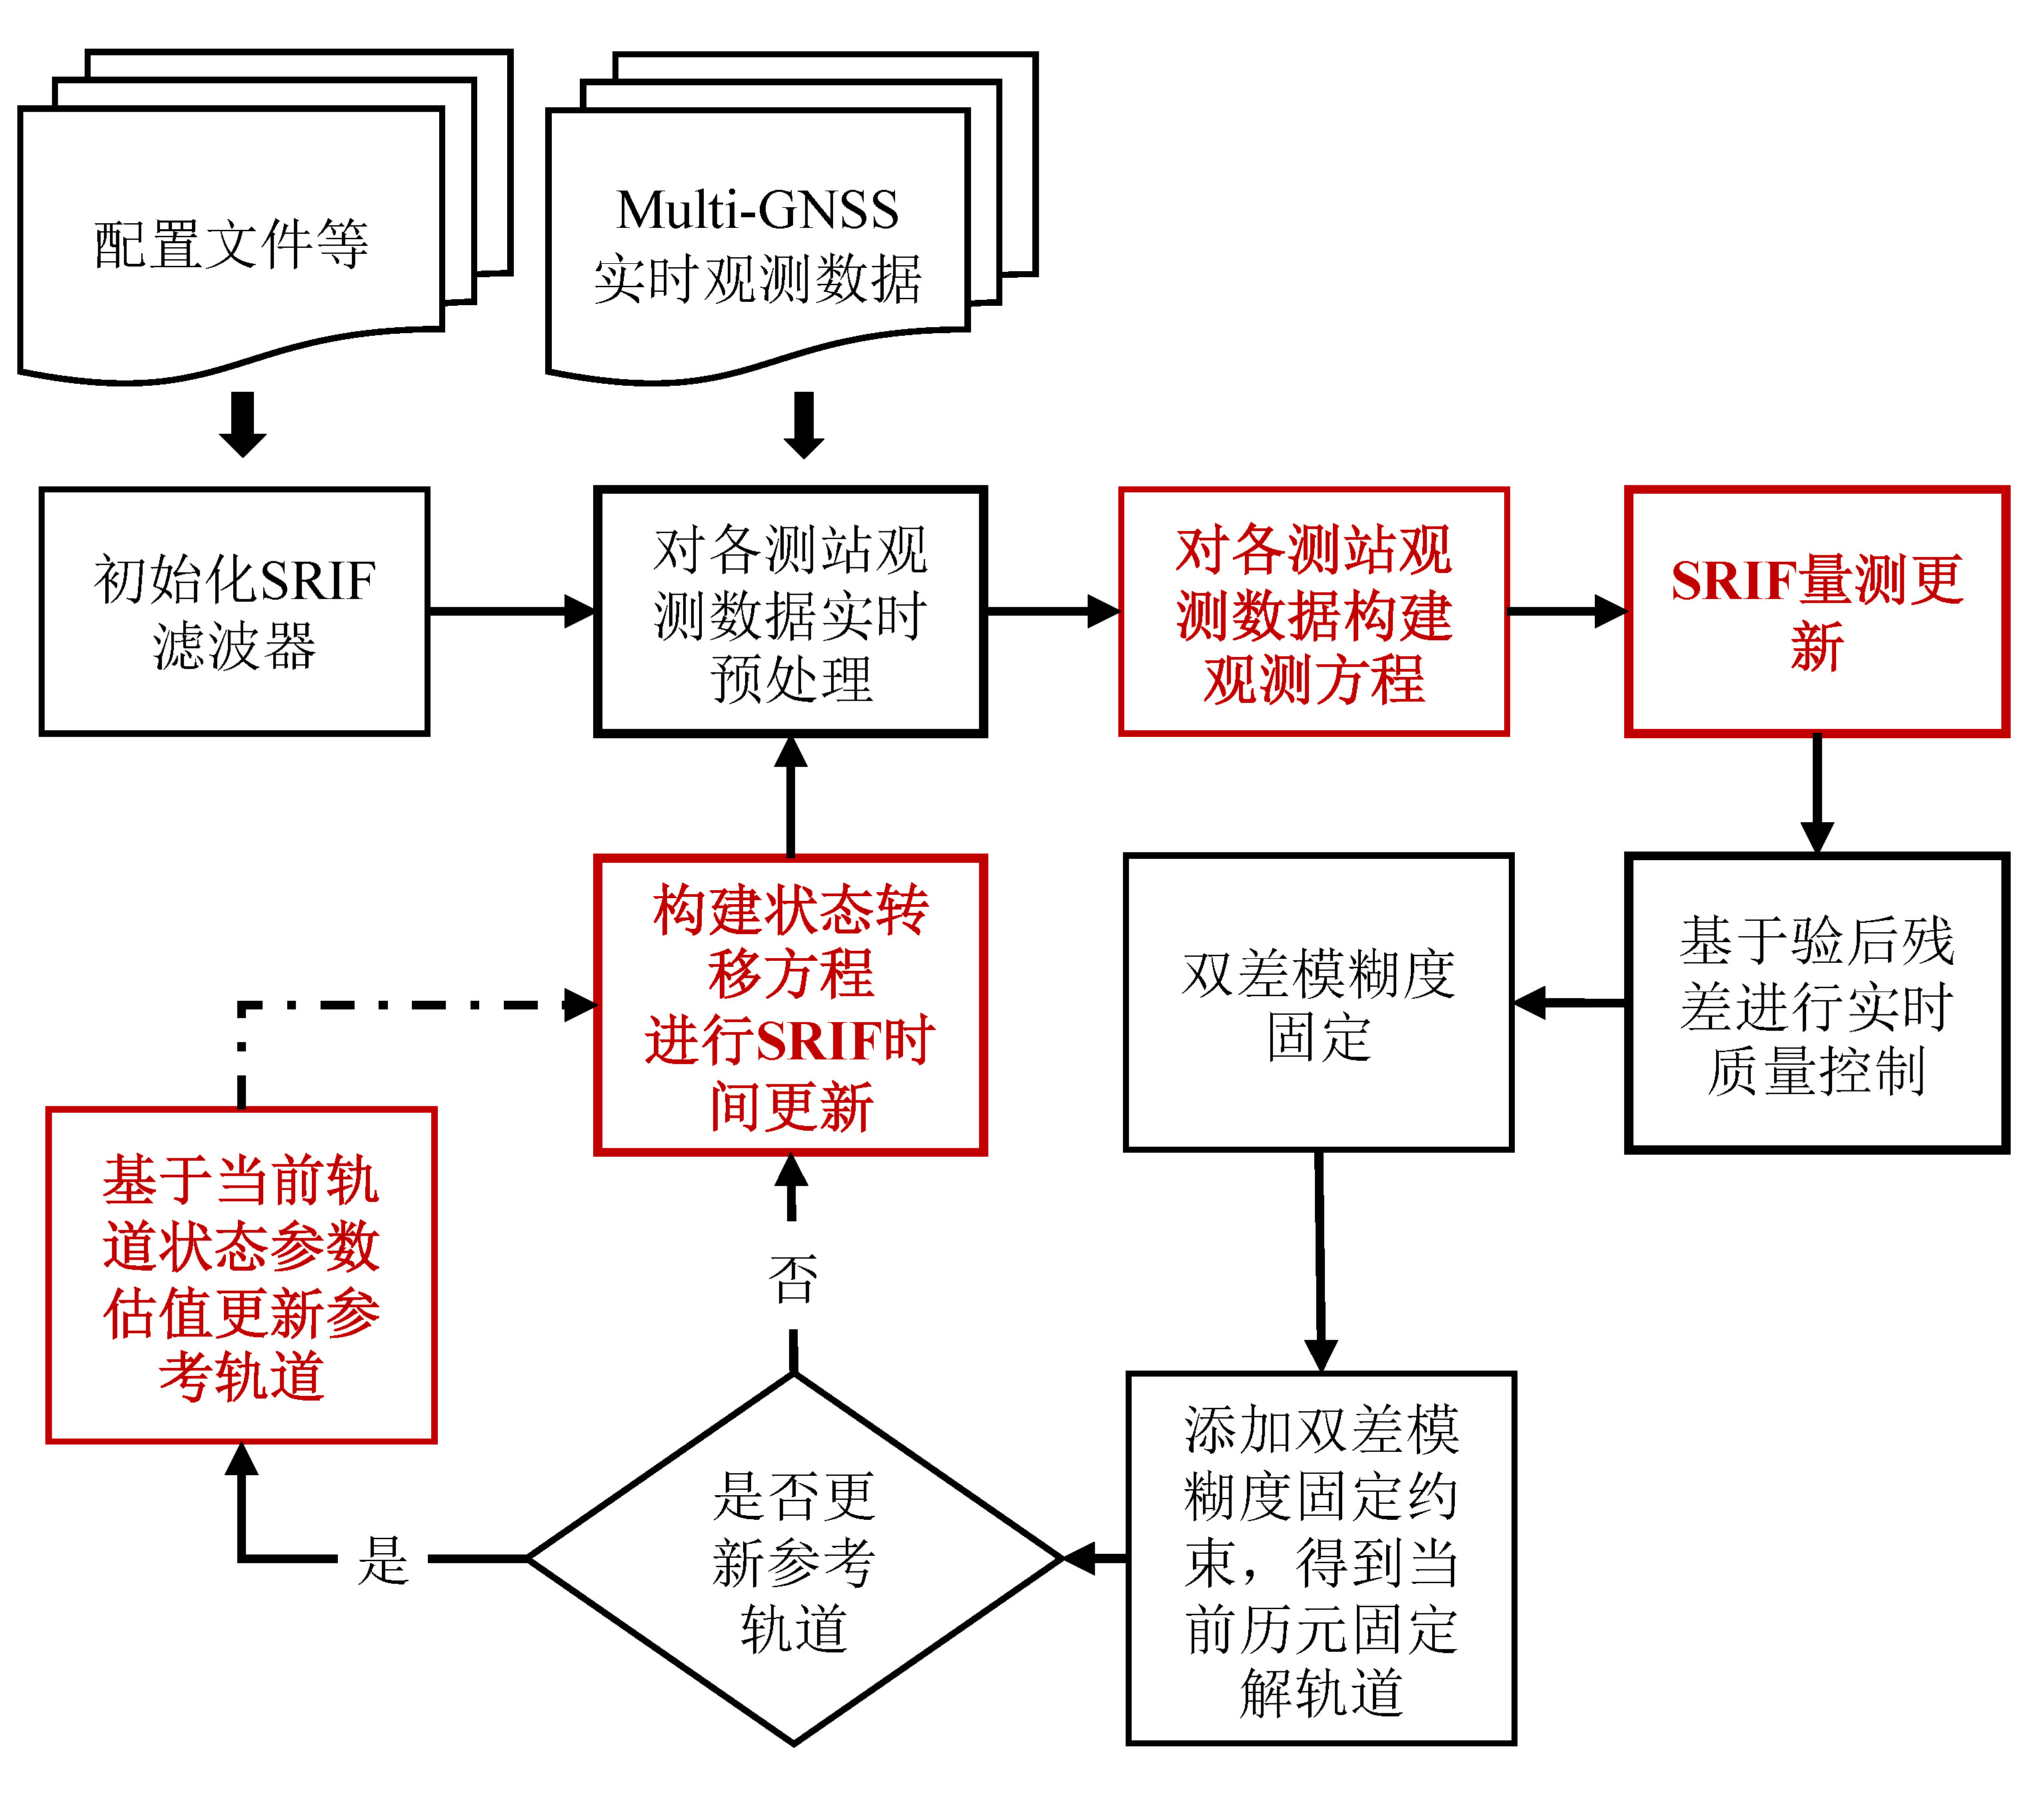 配置文件等
Multi-GNSS
实时观测数据
初始化SRIF
滤波器
对各测站观
测数据实时
预处理
对各测站观
测数据构建
观测方程
SRIF量测更
新
构建状态转
移方程
进行SRIF时
间更新
双差模糊度
固定
基于验后残
差进行实时
质量控制
基于当前轨
道状态参数
估值更新参
考轨道
否
是
是否更
新参考
轨道
添加双差模
糊度固定约
束，得到当
前历元固定
解轨道